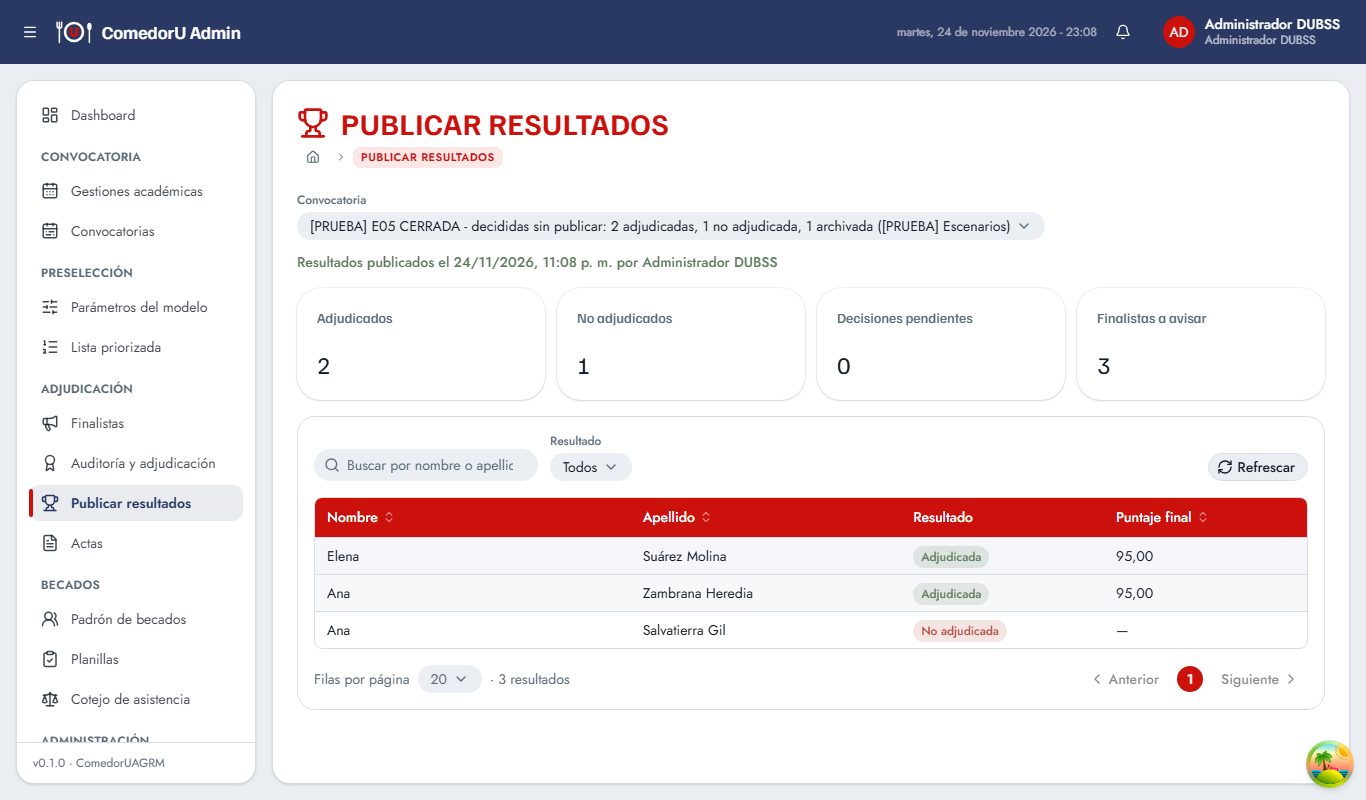 ComedorU Admin
martes, 24 de noviembre 2026 - 23:08
AD
Administrador DUBSS
Administrador DUBSS
Dashboard
CONVOCATORIA
Gestiones académicas
Convocatorias
PRESELECCIÓN
Parámetros del modelo
Lista priorizada
ADJUDICACIÓN
Finalistas
Auditoría y adjudicación
Publicar resultados
Actas
BECADOS
Padrón de becados
Planillas
Cotejo de asistencia
ADMINISTRACIÓN
v0.1.0 · ComedorUAGRM
PUBLICAR RESULTADOS
PUBLICAR RESULTADOS
Convocatoria
[PRUEBA] E05 CERRADA - decididas sin publicar: 2 adjudicadas, 1 no adjudicada, 1 archivada ([PRUEBA] Escenarios)
Resultados publicados el 24/11/2026, 11:08 p. m. por Administrador DUBSS
Adjudicados
2
No adjudicados
1
Decisiones pendientes
0
Finalistas a avisar
3
Buscar por nombre o apellic
Resultado
Todos
Refrescar
Nombre Apellido Resultado Puntaje final
Elena Suárez Molina Adjudicada 95,00
Ana Zambrana Heredia Adjudicada 95,00
Ana Salvatierra Gil No adjudicada —
Filas por página 20 · 3 resultados
Anterior 1 Siguiente